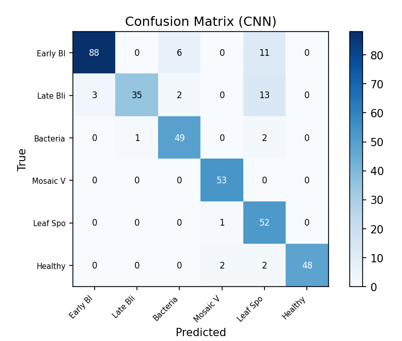 Confusion Matrix (CNN)
Early Bl 88 0 6 0 11 0
Late Bli 3 35 2 0 13 0
Bacteria 0 1 49 0 2 0
Mosaic V 0 0 0 53 0 0
Leaf Spo 0 0 0 1 52 0
Healthy 0 0 0 2 2 48
Early Bl Late Bli Bacteria Mosaic V Leaf Spo Healthy
True
Predicted
80
70
60
50
40
30
20
10
0